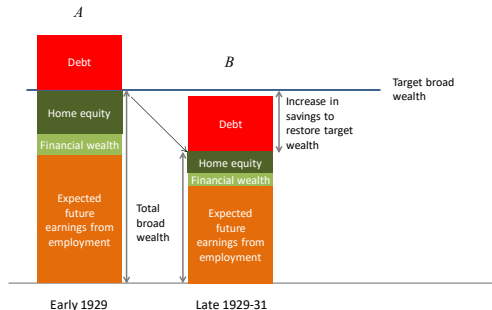 A
B
Debt
Home equity
Financial wealth
Expected
future
earnings from
employment
Total
broad
wealth
Debt
Home equity
Financial wealth
Expected
future
earnings from
employment
Increase in
savings to
restore target
wealth
Target broad
wealth
Early 1929
Late 1929-31